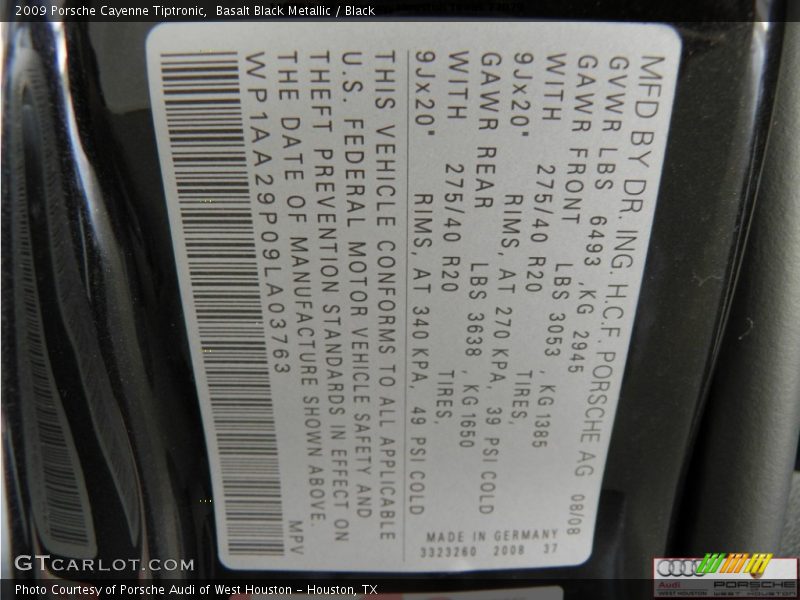 2009 Porsche Cayenne Tiptronic,  Basalt Black Metallic / Black
MFD BY DR. ING. H.C.F. PORSCHE AG 08/08
GVWR LBS 6493 ,KG 2945
GAWR FRONT LBS 3053 , KG 1385
WITH 275/40 R20 TIRES,
9Jx20" RIMS, AT 270 KPA, 39 PSI COLD
GAWR REAR LBS 3638 , KG 1650
WITH 275/40 R20 TIRES,
9Jx20" RIMS, AT 340 KPA, 49 PSI COLD
MADE IN GERMANY
3323260 2008 37
THIS VEHICLE CONFORMS TO ALL APPLICABLE
U.S. FEDERAL MOTOR VEHICLE SAFETY AND
THEFT PREVENTION STANDARDS IN EFFECT ON
THE DATE OF MANUFACTURE SHOWN ABOVE.
WP1AA29P09LA03763 MPV
GTCARLOT.COM
Photo Courtesy of Porsche Audi of West Houston - Houston, TX
Audi PORSCHE
WEST HOUSTON WEST HOUSTON